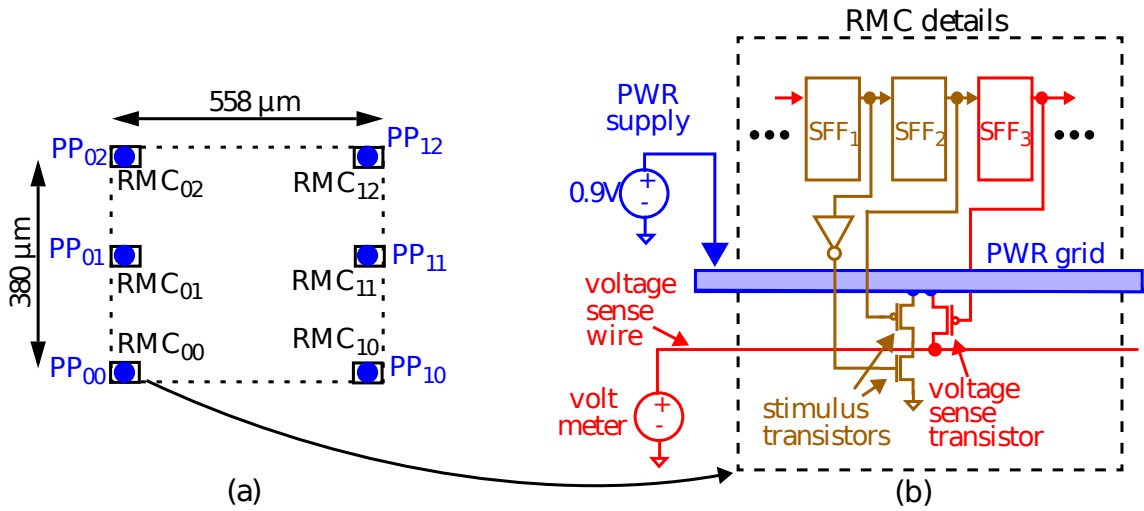 RMC details
558 µm
PP02
PP12
RMC02
RMC12
380 µm
PP01
PP11
RMC01
RMC11
RMC00
RMC10
PP00
PP10
(a)
PWR
supply
0.9V
+
-
SFF1
SFF2
SFF3
PWR grid
voltage
sense
wire
volt
meter
+
-
stimulus
transistors
voltage
sense
transistor
(b)